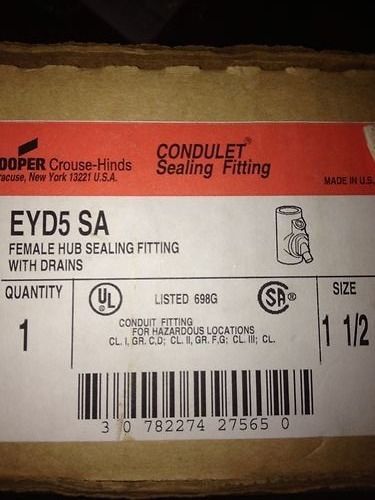 OOPER Crouse-Hinds
racuse, New York 13221 U.S.A.
CONDULET®
Sealing Fitting
MADE IN U.S.
EYD5 SA
FEMALE HUB SEALING FITTING
WITH DRAINS
QUANTITY
1
UL
LISTED 698G
SA®
CONDUIT FITTING
FOR HAZARDOUS LOCATIONS
CL. I, GR. C,D; CL. II, GR. F,G; CL. III; CL.
SIZE
1 1/2
3 0 782274 27565 0